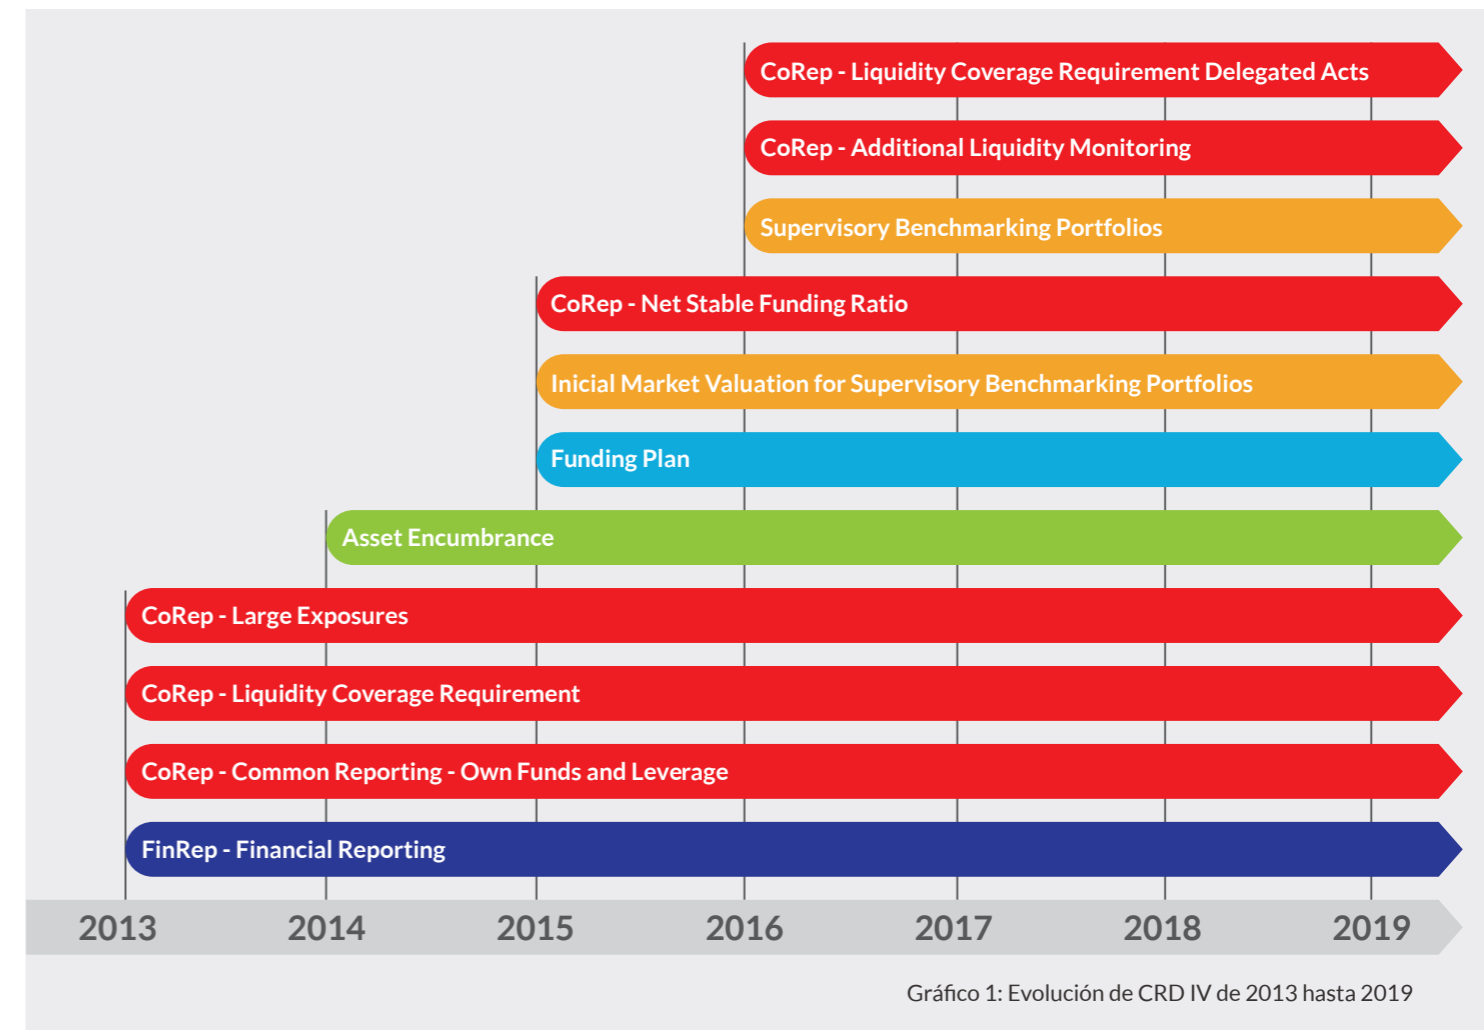 CoRep - Liquidity Coverage Requirement Delegated Acts
CoRep - Additional Liquidity Monitoring
Supervisory Benchmarking Portfolios
CoRep - Net Stable Funding Ratio
Inicial Market Valuation for Supervisory Benchmarking Portfolios
Funding Plan
Asset Encumbrance
CoRep - Large Exposures
CoRep - Liquidity Coverage Requirement
CoRep - Common Reporting - Own Funds and Leverage
FinRep - Financial Reporting
2013 2014 2015 2016 2017 2018 2019
Gráfico 1: Evolución de CRD IV de 2013 hasta 2019